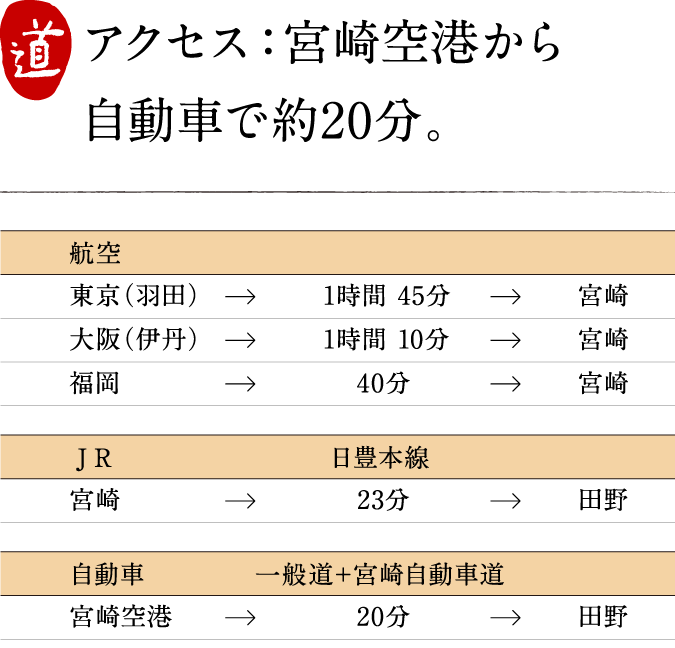 道
アクセス：宮崎空港から
自動車で約20分。
航空
東京（羽田） → 1時間 45分 → 宮崎
大阪（伊丹） → 1時間 10分 → 宮崎
福岡 → 40分 → 宮崎
ＪＲ 日豊本線
宮崎 → 23分 → 田野
自動車 一般道+宮崎自動車道
宮崎空港 → 20分 → 田野